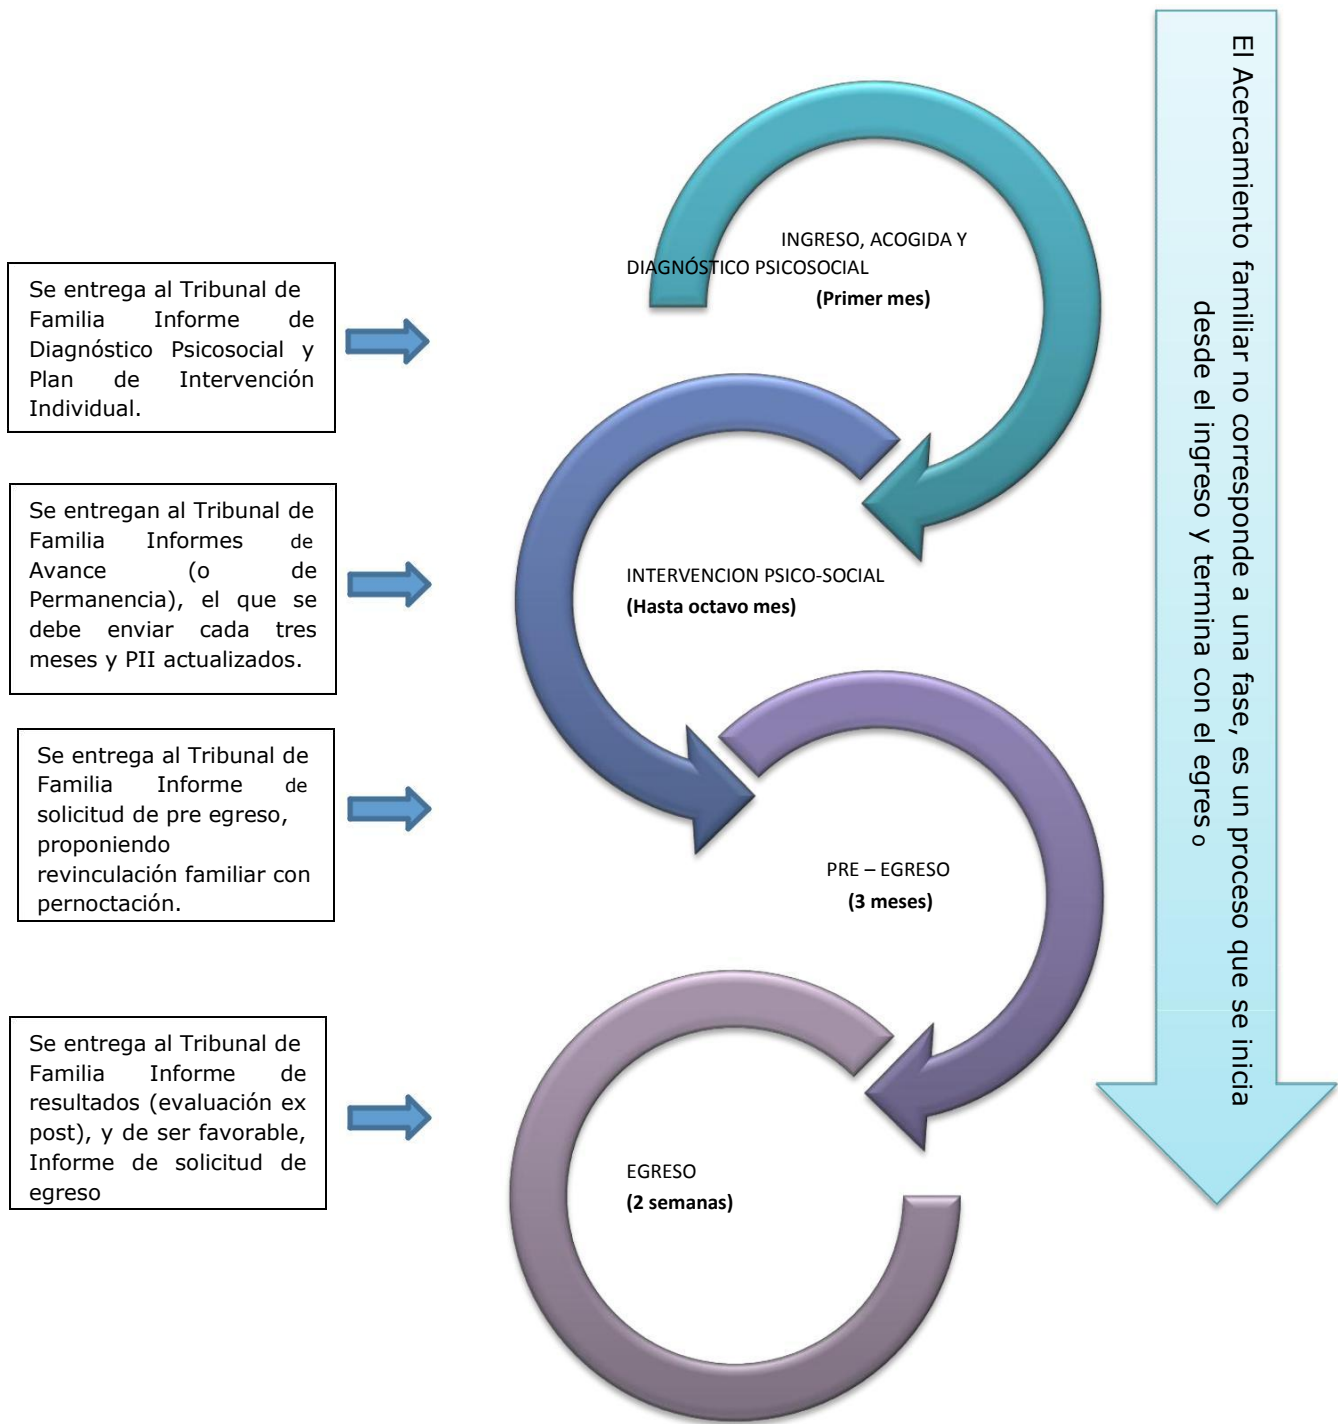 El Acercamiento familiar no corresponde a una fase, es un proceso que se inicia
desde el ingreso y termina con el egres o
INGRESO, ACOGIDA Y
DIAGNÓSTICO PSICOSOCIAL
(Primer mes)
Se entrega al Tribunal de
Familia Informe de
Diagnóstico Psicosocial y
Plan de Intervención
Individual.
INTERVENCION PSICO-SOCIAL
(Hasta octavo mes)
Se entregan al Tribunal de
Familia Informes de
Avance (o de
Permanencia), el que se
debe enviar cada tres
meses y PII actualizados.
PRE – EGRESO
(3 meses)
Se entrega al Tribunal de
Familia Informe de
solicitud de pre egreso,
proponiendo
revinculación familiar con
pernoctación.
EGRESO
(2 semanas)
Se entrega al Tribunal de
Familia Informe de
resultados (evaluación ex
post), y de ser favorable,
Informe de solicitud de
egreso